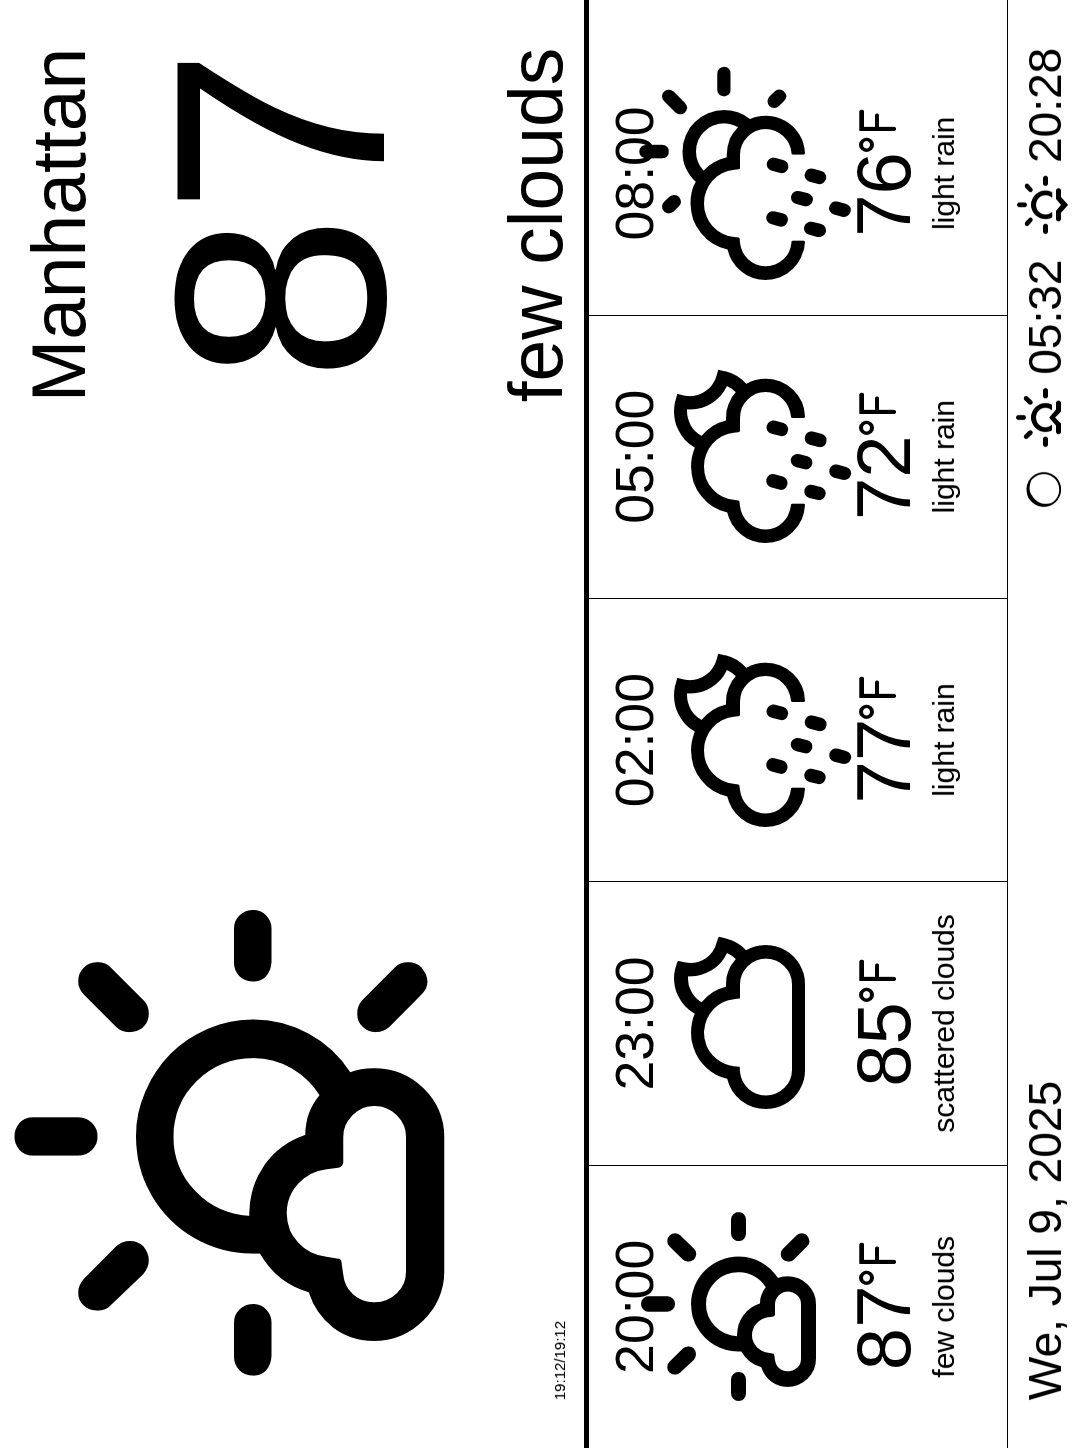 Manhattan
87
few clouds
19:12/19:12
20:00
87°F
few clouds
23:00
85°F
scattered clouds
02:00
77°F
light rain
05:00
72°F
light rain
08:00
76°F
light rain
We, Jul 9, 2025
05:32 20:28